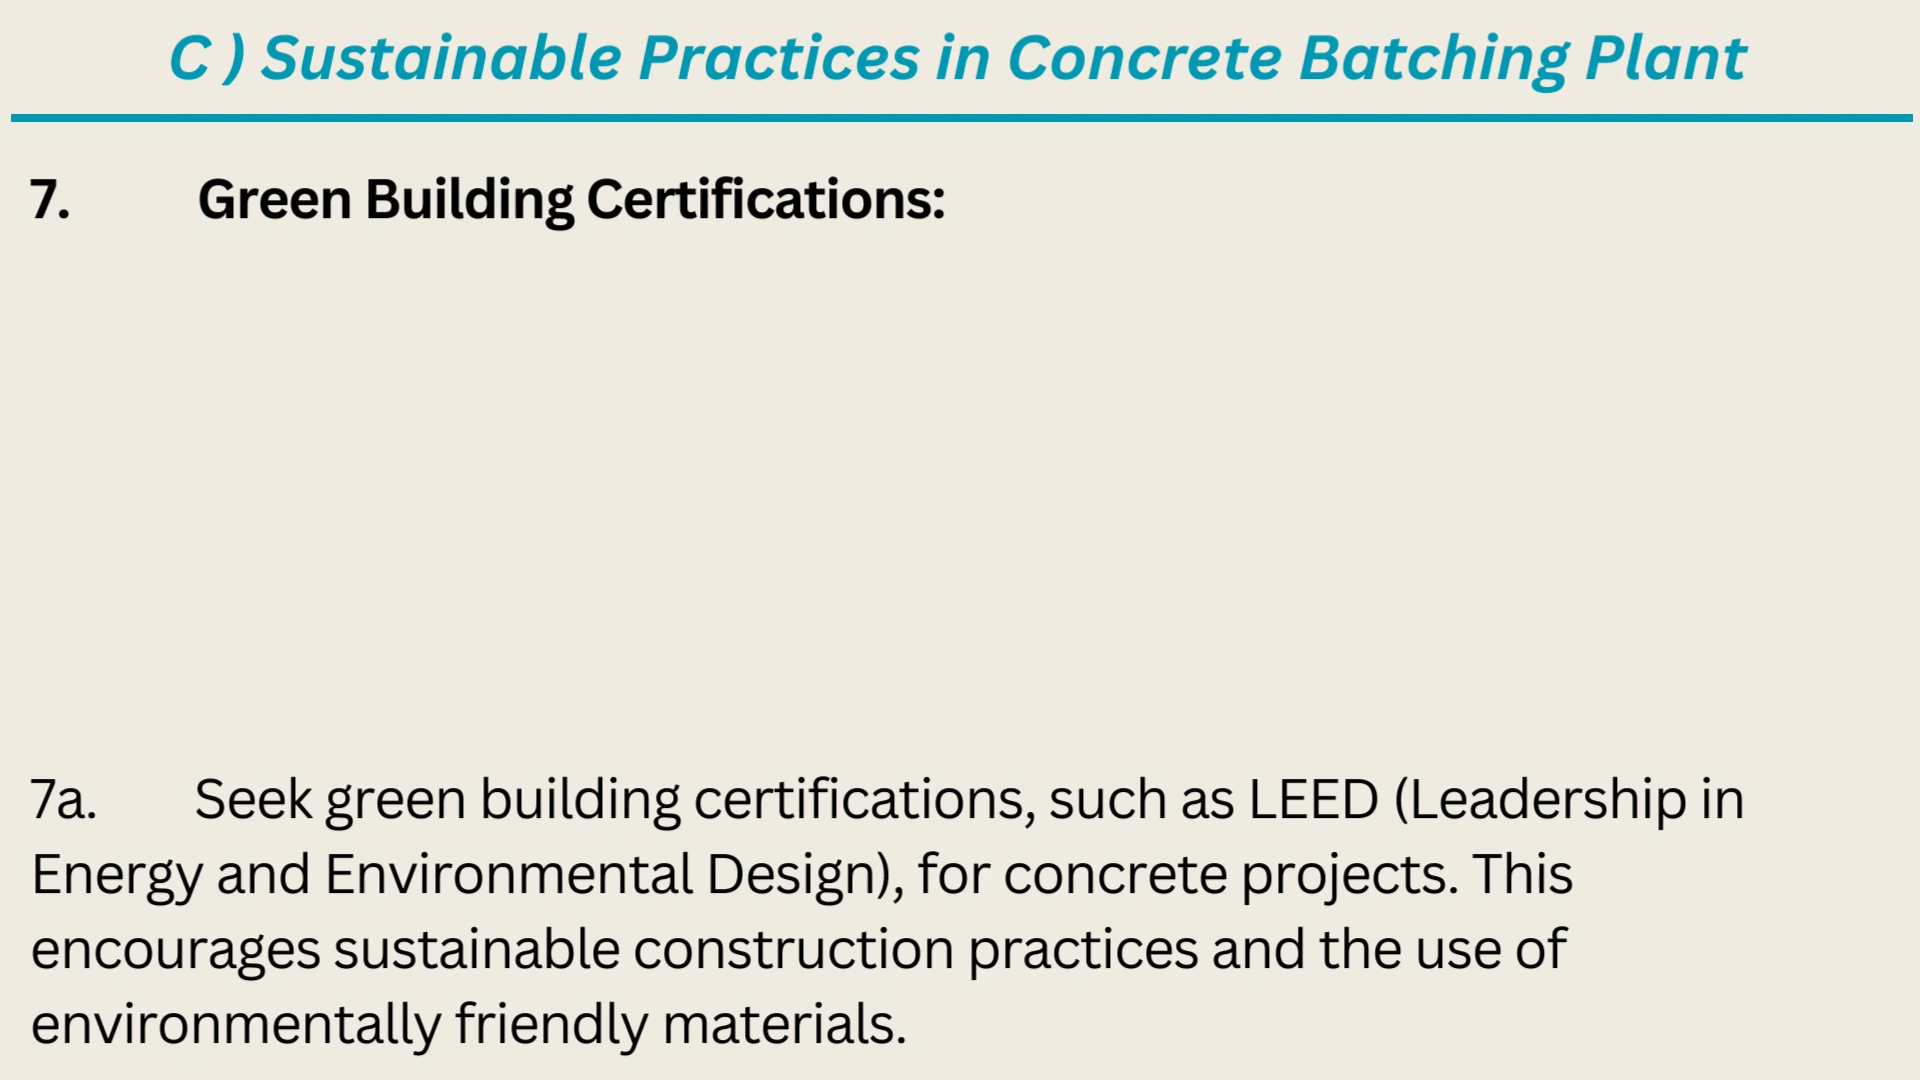 C ) Sustainable Practices in Concrete Batching Plant
7. Green Building Certifications:
7a. Seek green building certifications, such as LEED (Leadership in
Energy and Environmental Design), for concrete projects. This
encourages sustainable construction practices and the use of
environmentally friendly materials.